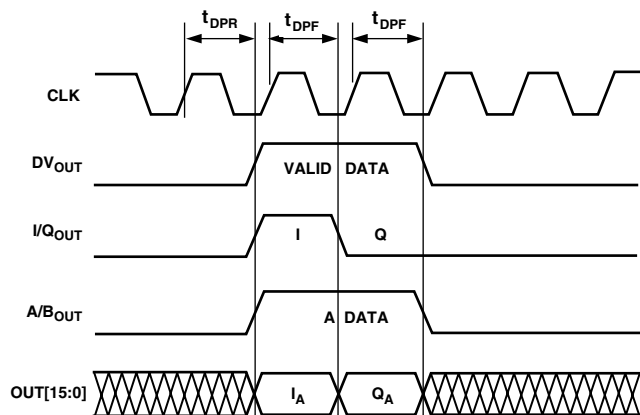 tDPR tDPF tDPF
CLK
DVOUT VALID DATA
I/QOUT I Q
A/BOUT A DATA
OUT[15:0] IA QA